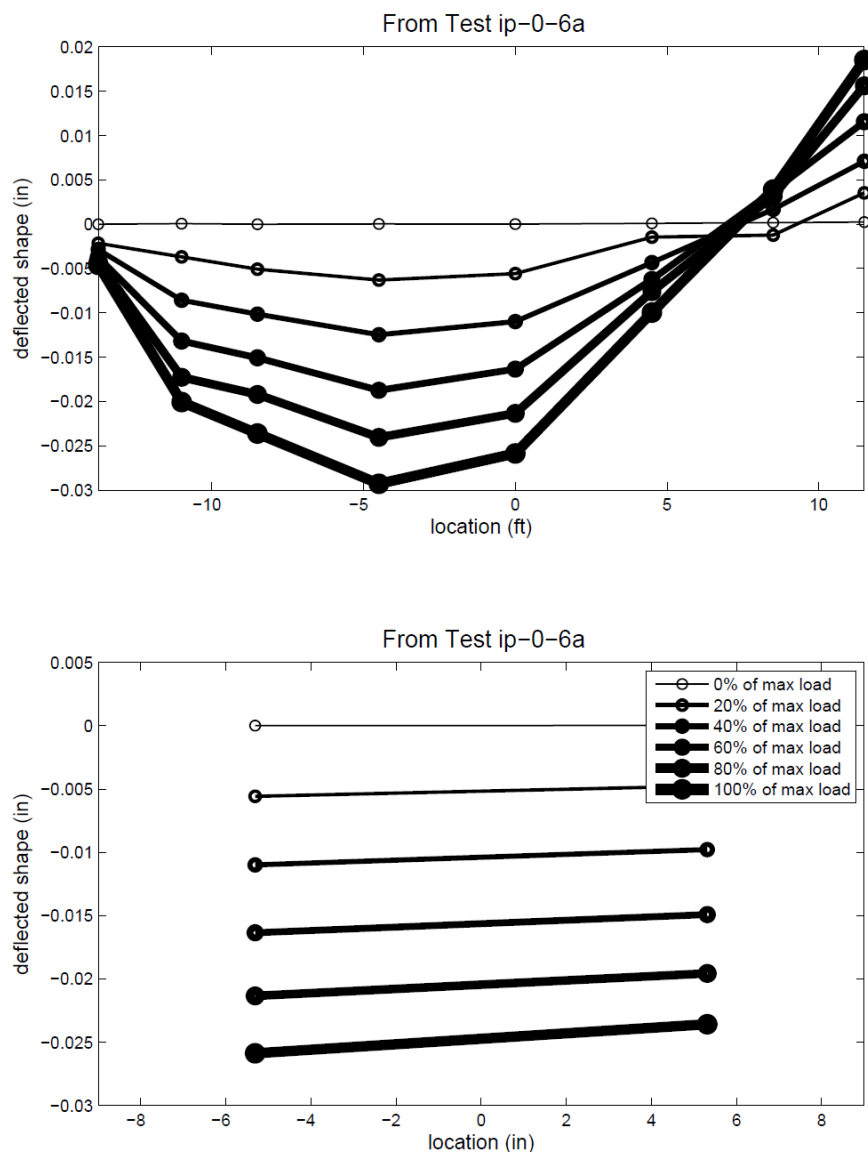 From Test ip−0−6a
0.02
0.015
0.01
0.005
0
−0.005
−0.01
−0.015
−0.02
−0.025
−0.03
deflected shape (in)
−10
−5
0
5
10
location (ft)
From Test ip−0−6a
0.005
0
−0.005
−0.01
−0.015
−0.02
−0.025
−0.03
deflected shape (in)
0% of max load
20% of max load
40% of max load
60% of max load
80% of max load
100% of max load
−8
−6
−4
−2
0
2
4
6
8
location (in)